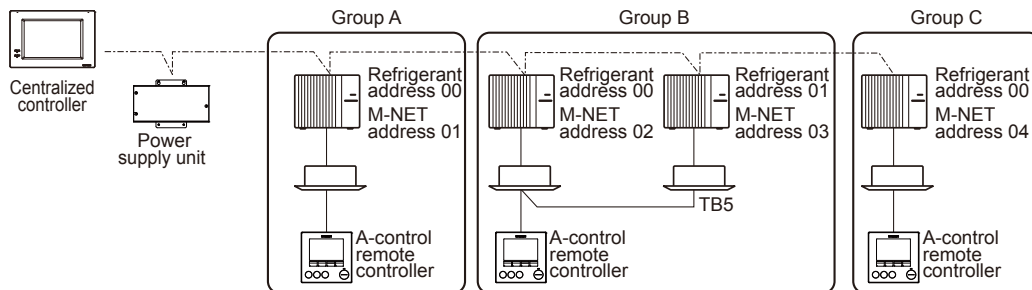 Group A
Group B
Group C
Centralized
controller
Power
supply unit
Refrigerant
address 00
M-NET
address 01
A-control
remote
controller
Refrigerant
address 00
M-NET
address 02
Refrigerant
address 01
M-NET
address 03
TB5
A-control
remote
controller
Refrigerant
address 00
M-NET
address 04
A-control
remote
controller